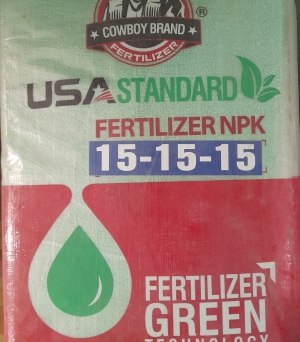 COWBOY BRAND ®
FERTILIZER
USA STANDARD
FERTILIZER NPK
15-15-15
FERTILIZER
GREEN
TECHNOLOGY